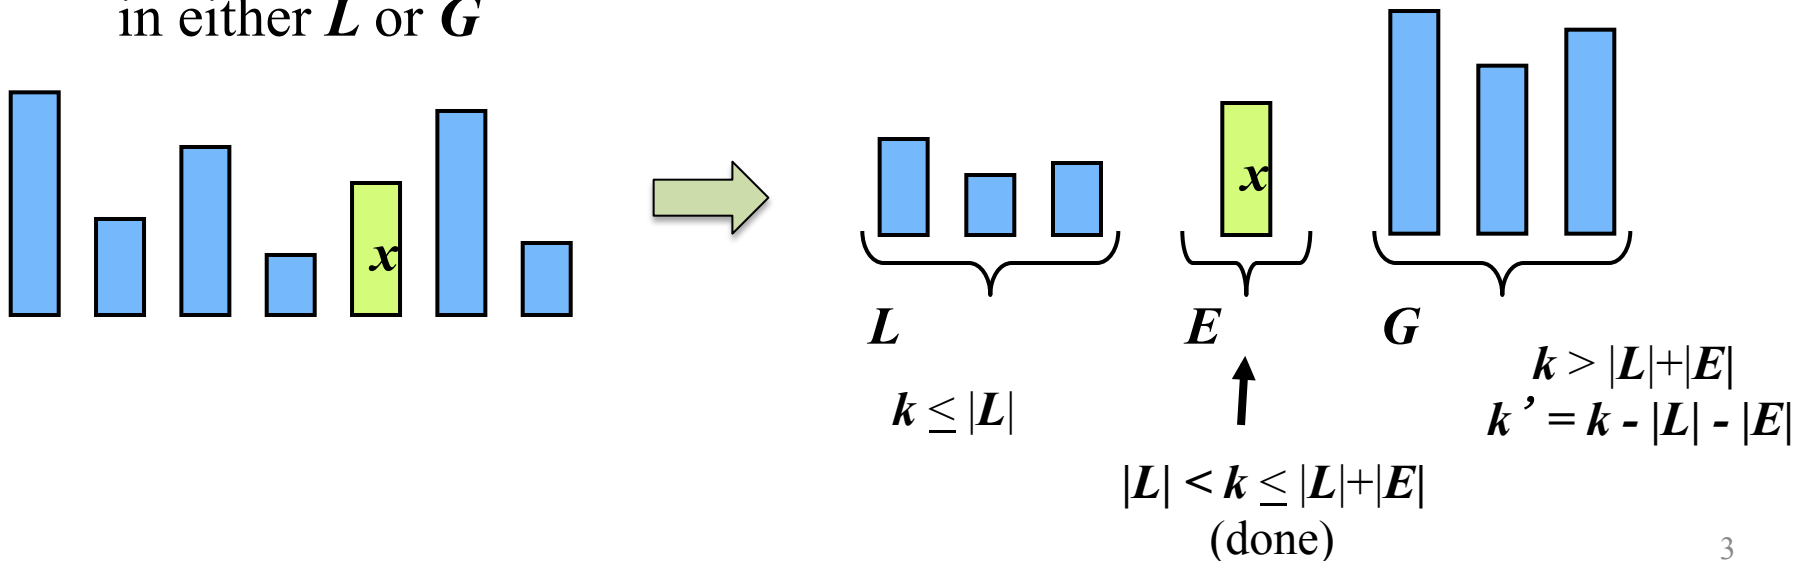 in either L or G
x
x
L
E
G
k ≤ |L|
k > |L|+|E|
k’ = k - |L| - |E|
|L| < k ≤ |L|+|E|
(done)
3